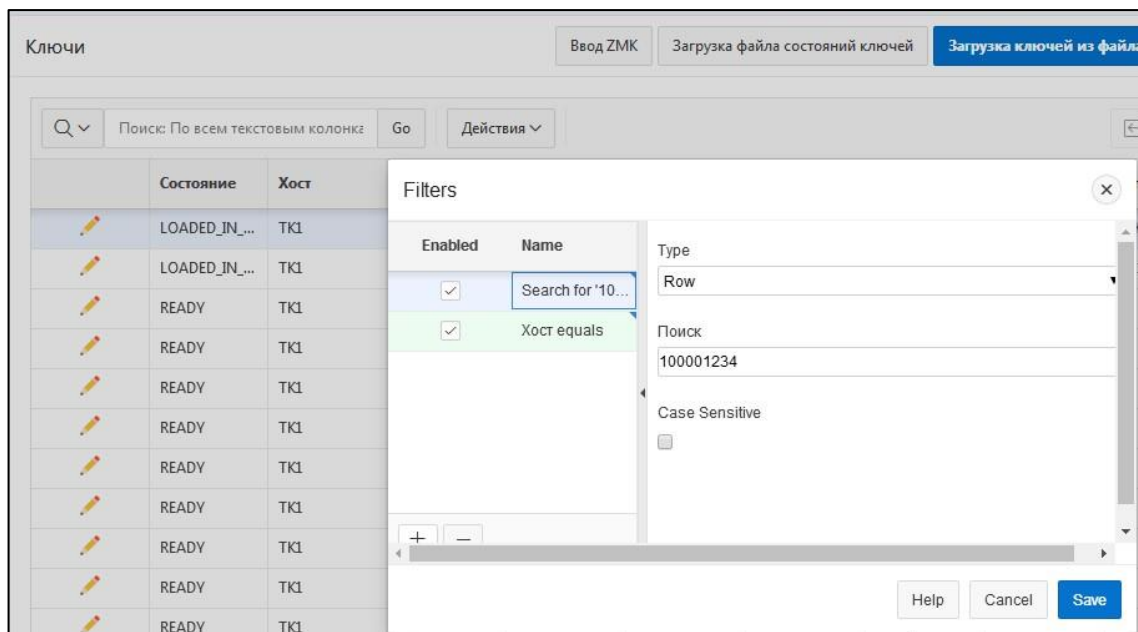 Ключи
Ввод ZMK
Загрузка файла состояний ключей
Загрузка ключей из файла
Поиск: По всем текстовым колонка
Go
Действия
Состояние Хост
LOADED_IN_... TK1
LOADED_IN_... TK1
READY TK1
READY TK1
READY TK1
READY TK1
READY TK1
READY TK1
READY TK1
READY TK1
READY TK1
Filters
Enabled Name
Search for '10...
Хост equals
Type
Row
Поиск
100001234
Case Sensitive
Help
Cancel
Save